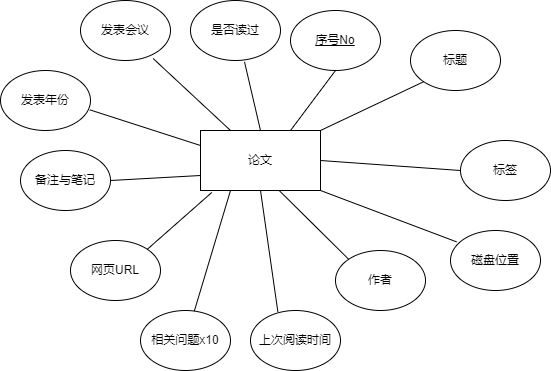 发表会议
是否读过
序号No
标题
发表年份
论文
备注与笔记
标签
网页URL
作者
磁盘位置
相关问题x10
上次阅读时间